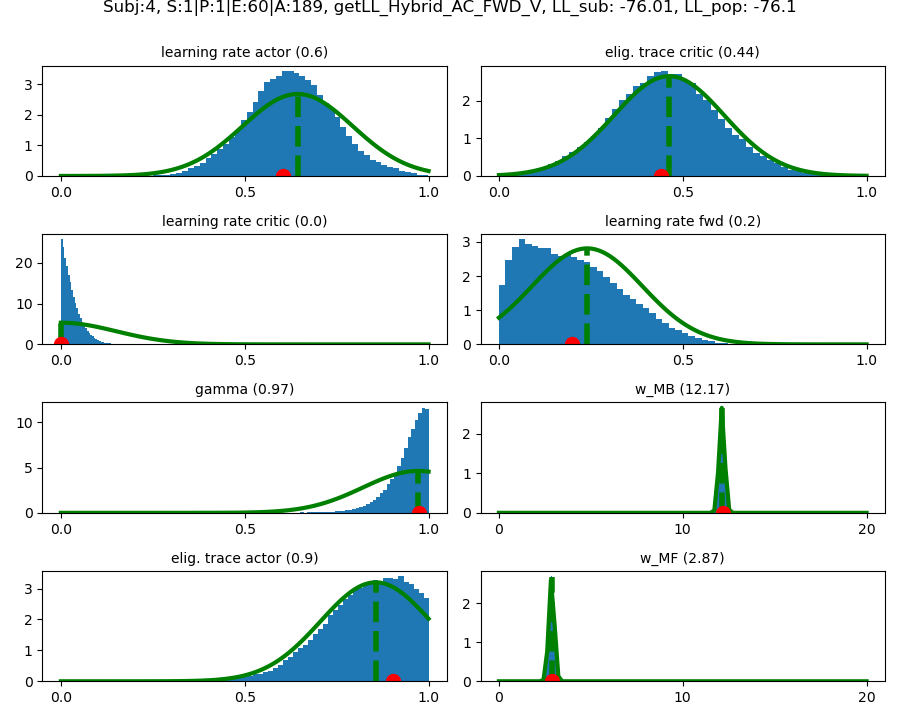 Subj:4, S:1|P:1|E:60|A:189, getLL_Hybrid_AC_FWD_V, LL_sub: -76.01, LL_pop: -76.1
learning rate actor (0.6)
3
2
1
0
0.0 0.5 1.0
elig. trace critic (0.44)
2
1
0
0.0 0.5 1.0
learning rate critic (0.0)
20
10
0
0.0 0.5 1.0
learning rate fwd (0.2)
3
2
1
0
0.0 0.5 1.0
gamma (0.97)
10
5
0
0.0 0.5 1.0
w_MB (12.17)
2
1
0
0 10 20
elig. trace actor (0.9)
3
2
1
0
0.0 0.5 1.0
w_MF (2.87)
2
1
0
0 10 20